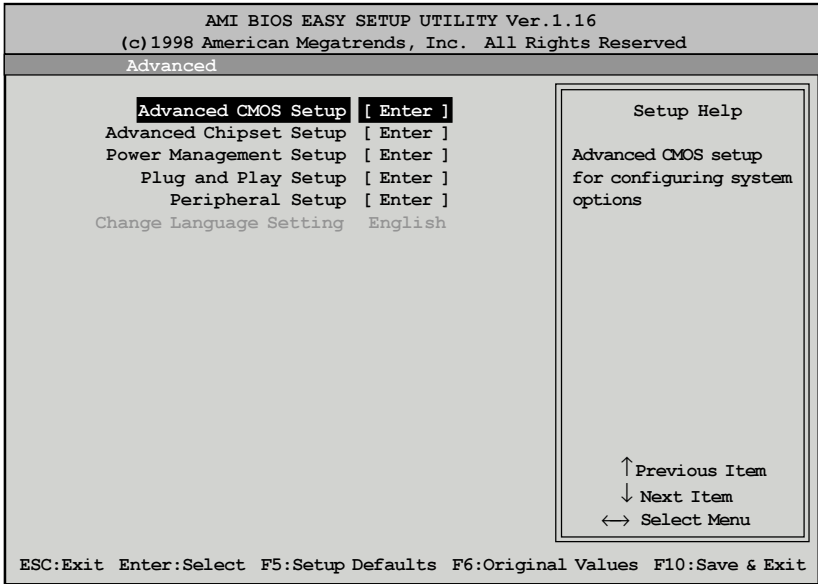 AMI BIOS EASY SETUP UTILITY Ver.1.16
(c)1998 American Megatrends, Inc. All Rights Reserved
Advanced
Advanced CMOS Setup [ Enter ]
Advanced Chipset Setup [ Enter ]
Power Management Setup [ Enter ]
Plug and Play Setup [ Enter ]
Peripheral Setup [ Enter ]
Change Language Setting English
Setup Help
Advanced CMOS setup
for configuring system
options
↑Previous Item
↓ Next Item
↔ Select Menu
ESC:Exit Enter:Select F5:Setup Defaults F6:Original Values F10:Save & Exit